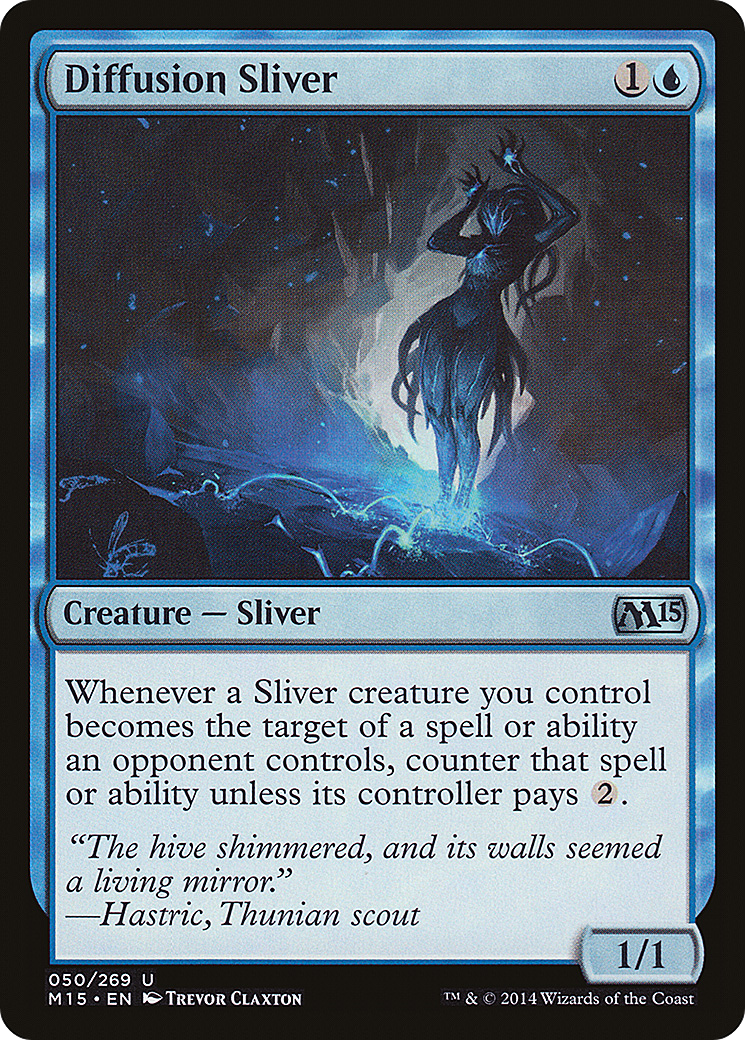 Diffusion Sliver 1
Creature — Sliver M15
Whenever a Sliver creature you control
becomes the target of a spell or ability
an opponent controls, counter that spell
or ability unless its controller pays 2.
“The hive shimmered, and its walls seemed
a living mirror.”
—Hastric, Thunian scout
1/1
050/269 U
M15 • EN Trevor Claxton ™ & © 2014 Wizards of the Coast